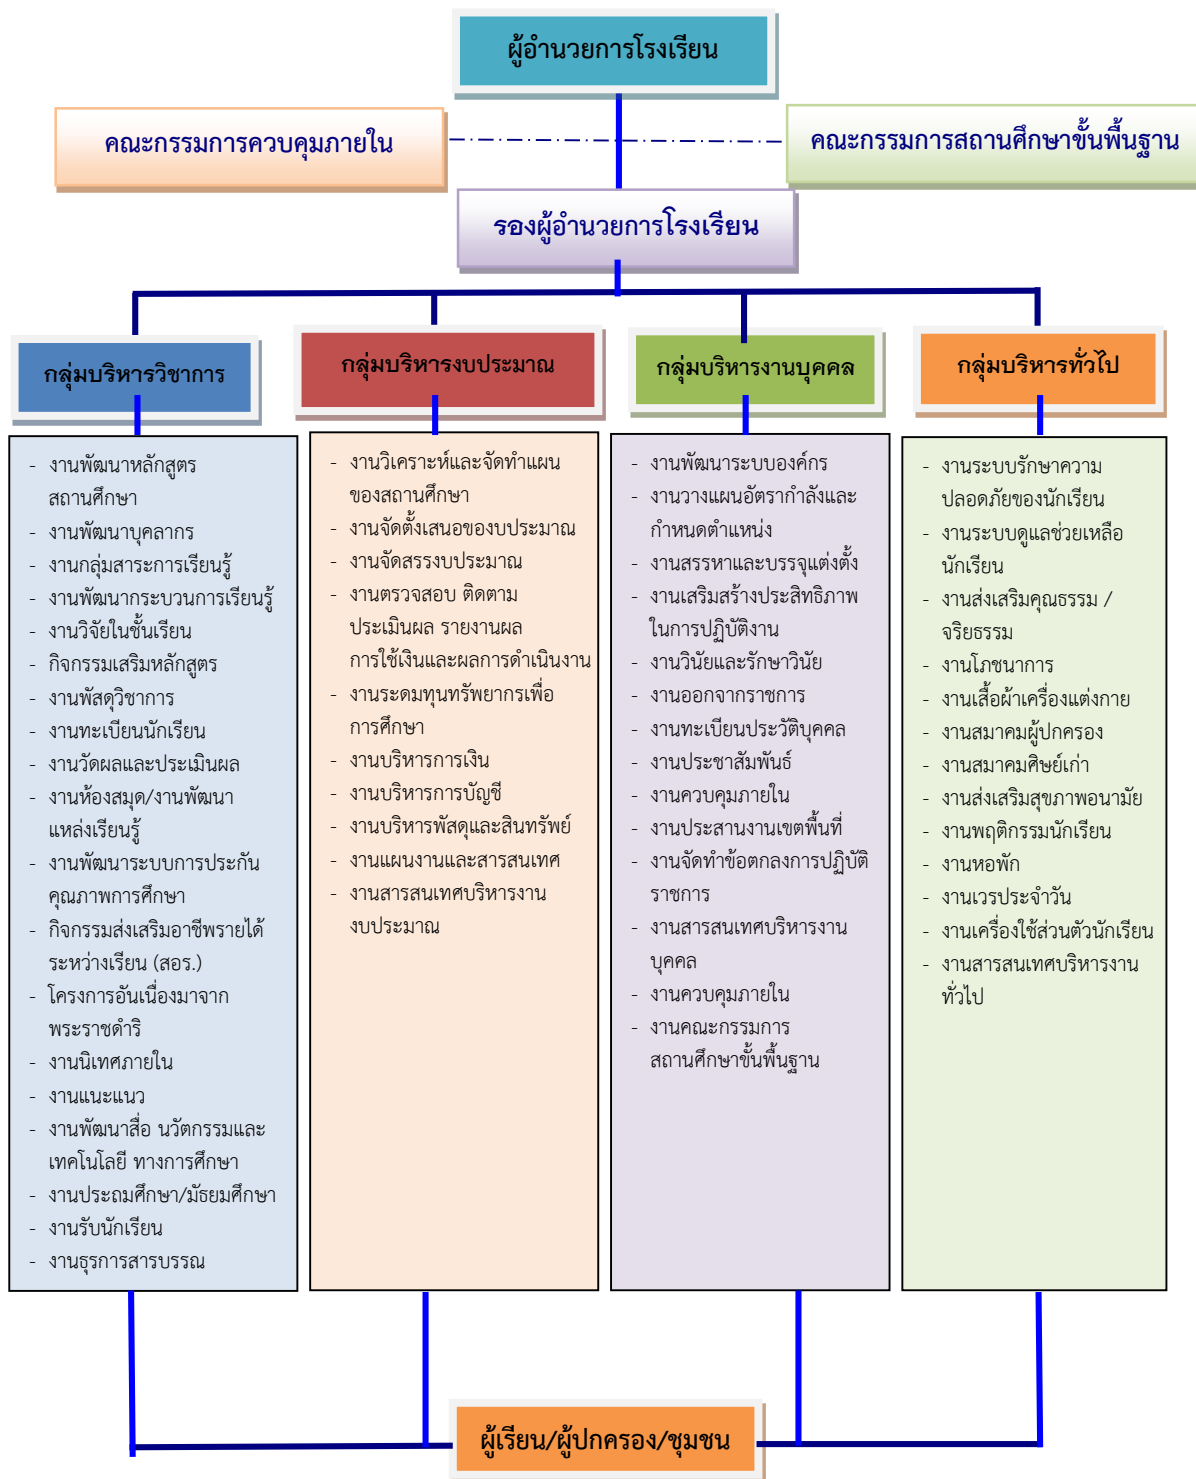 ผู้อำนวยการโรงเรียน
คณะกรรมการควบคุมภายใน
คณะกรรมการสถานศึกษาขั้นพื้นฐาน
รองผู้อำนวยการโรงเรียน
กลุ่มบริหารวิชาการ
- งานพัฒนาหลักสูตร
สถานศึกษา
- งานพัฒนาบุคลากร
- งานกลุ่มสาระการเรียนรู้
- งานพัฒนากระบวนการเรียนรู้
- งานวิจัยในชั้นเรียน
- กิจกรรมเสริมหลักสูตร
- งานพัสดุวิชาการ
- งานทะเบียนนักเรียน
- งานวัดผลและประเมินผล
- งานห้องสมุด/งานพัฒนา
แหล่งเรียนรู้
- งานพัฒนาระบบการประกัน
คุณภาพการศึกษา
- กิจกรรมส่งเสริมอาชีพรายได้
ระหว่างเรียน (สอร.)
- โครงการอันเนื่องมาจาก
พระราชดำริ
- งานนิเทศภายใน
- งานแนะแนว
- งานพัฒนาสื่อ นวัตกรรมและ
เทคโนโลยี ทางการศึกษา
- งานประถมศึกษา/มัธยมศึกษา
- งานรับนักเรียน
- งานธุรการสารบรรณ
กลุ่มบริหารงบประมาณ
- งานวิเคราะห์และจัดทำแผน
ของสถานศึกษา
- งานจัดตั้งเสนอของบประมาณ
- งานจัดสรรงบประมาณ
- งานตรวจสอบ ติดตาม
ประเมินผล รายงานผล
การใช้เงินและผลการดำเนินงาน
- งานระดมทุนทรัพยากรเพื่อ
การศึกษา
- งานบริหารการเงิน
- งานบริหารการบัญชี
- งานบริหารพัสดุและสินทรัพย์
- งานแผนงานและสารสนเทศ
- งานสารสนเทศบริหารงาน
งบประมาณ
กลุ่มบริหารงานบุคคล
- งานพัฒนาระบบองค์กร
- งานวางแผนอัตรากำลังและ
กำหนดตำแหน่ง
- งานสรรหาและบรรจุแต่งตั้ง
- งานเสริมสร้างประสิทธิภาพ
ในการปฏิบัติงาน
- งานวินัยและรักษาวินัย
- งานออกจากราชการ
- งานทะเบียนประวัติบุคคล
- งานประชาสัมพันธ์
- งานควบคุมภายใน
- งานประสานงานเขตพื้นที่
- งานจัดทำข้อตกลงการปฏิบัติ
ราชการ
- งานสารสนเทศบริหารงาน
บุคคล
- งานควบคุมภายใน
- งานคณะกรรมการ
สถานศึกษาขั้นพื้นฐาน
กลุ่มบริหารทั่วไป
- งานระบบรักษาความ
ปลอดภัยของนักเรียน
- งานระบบดูแลช่วยเหลือ
นักเรียน
- งานส่งเสริมคุณธรรม /
จริยธรรม
- งานโภชนาการ
- งานเสื้อผ้าเครื่องแต่งกาย
- งานสมาคมผู้ปกครอง
- งานสมาคมศิษย์เก่า
- งานส่งเสริมสุขภาพอนามัย
- งานพฤติกรรมนักเรียน
- งานหอพัก
- งานเวรประจำวัน
- งานเครื่องใช้ส่วนตัวนักเรียน
- งานสารสนเทศบริหารงาน
ทั่วไป
ผู้เรียน/ผู้ปกครอง/ชุมชน